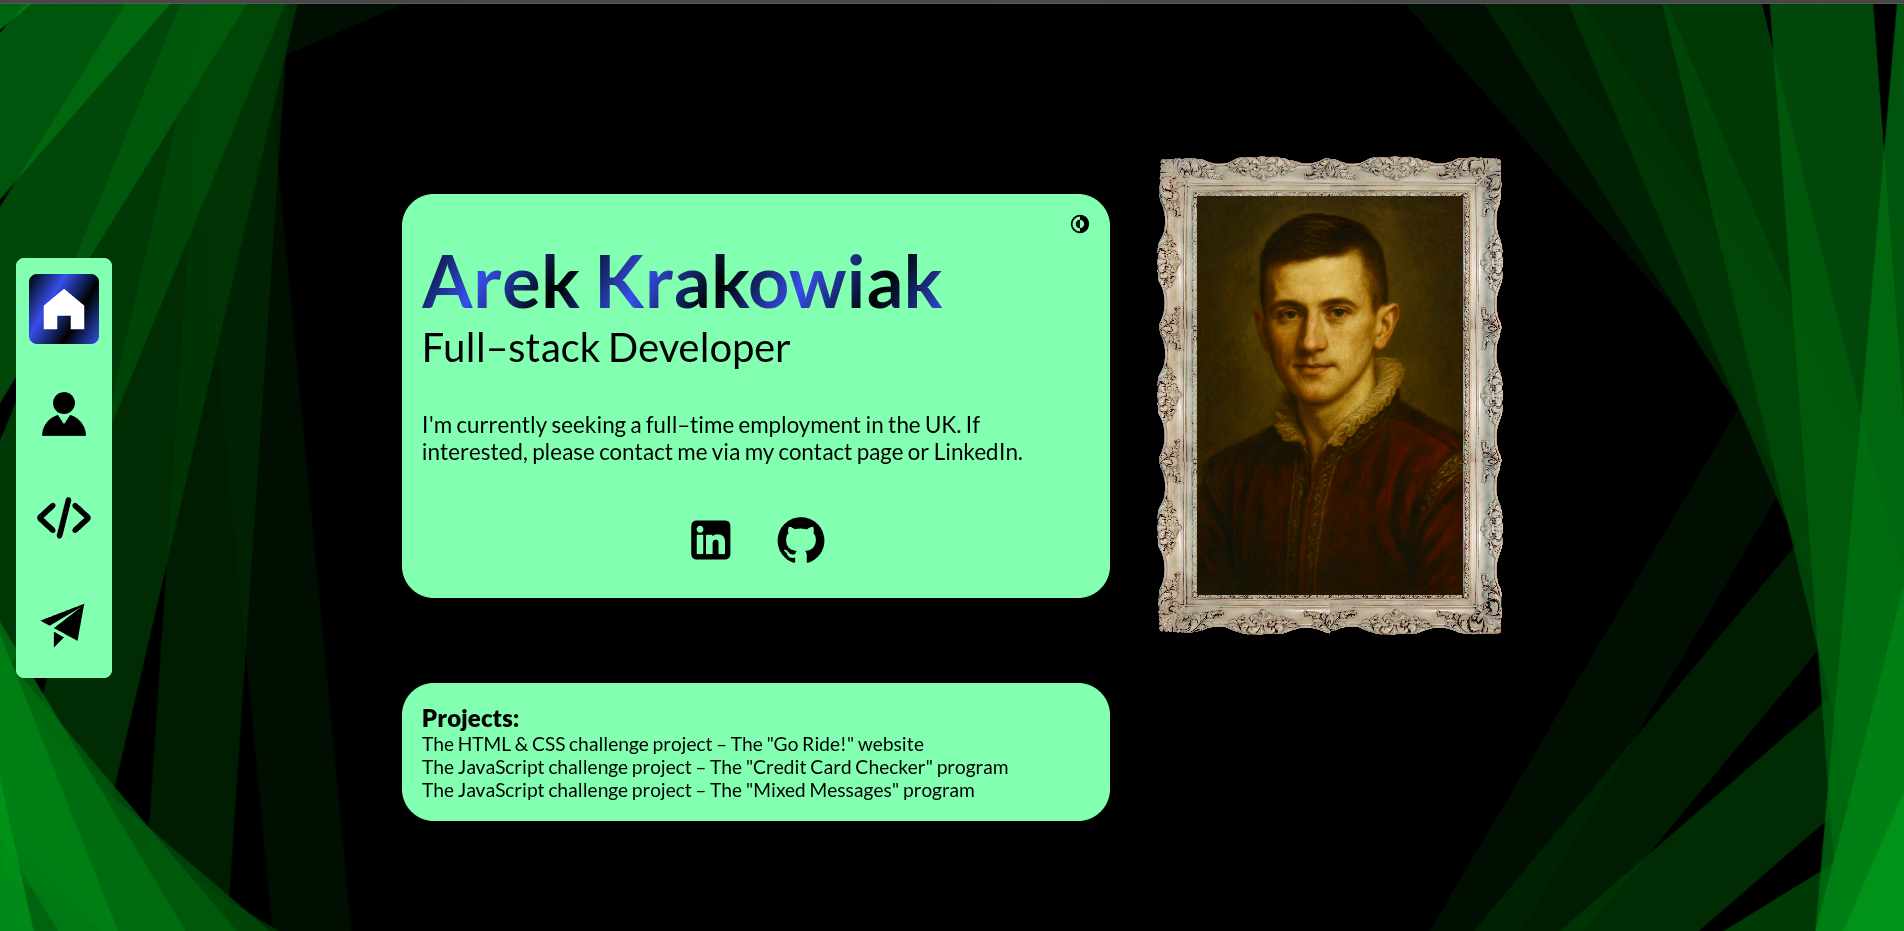 Arek Krakowiak
Full–stack Developer
I'm currently seeking a full–time employment in the UK. If
interested, please contact me via my contact page or LinkedIn.
in
Projects:
The HTML & CSS challenge project – The "Go Ride!" website
The JavaScript challenge project – The "Credit Card Checker" program
The JavaScript challenge project – The "Mixed Messages" program